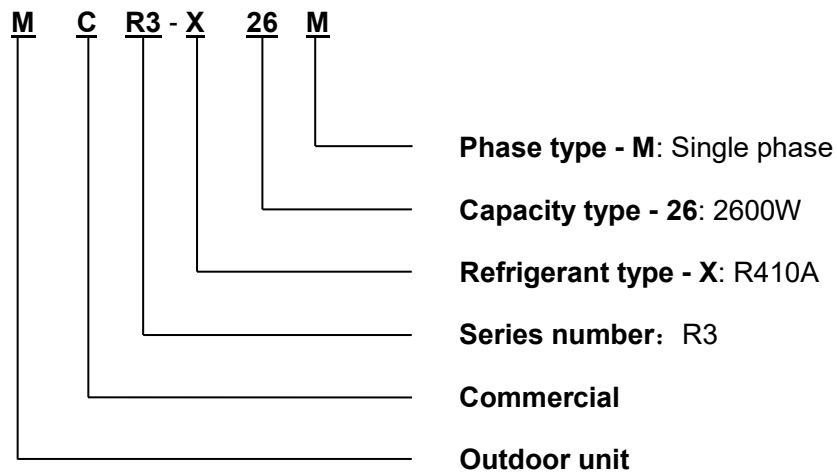 M C R3 - X 26 M
Phase type - M: Single phase
Capacity type - 26: 2600W
Refrigerant type - X: R410A
Series number：R3
Commercial
Outdoor unit